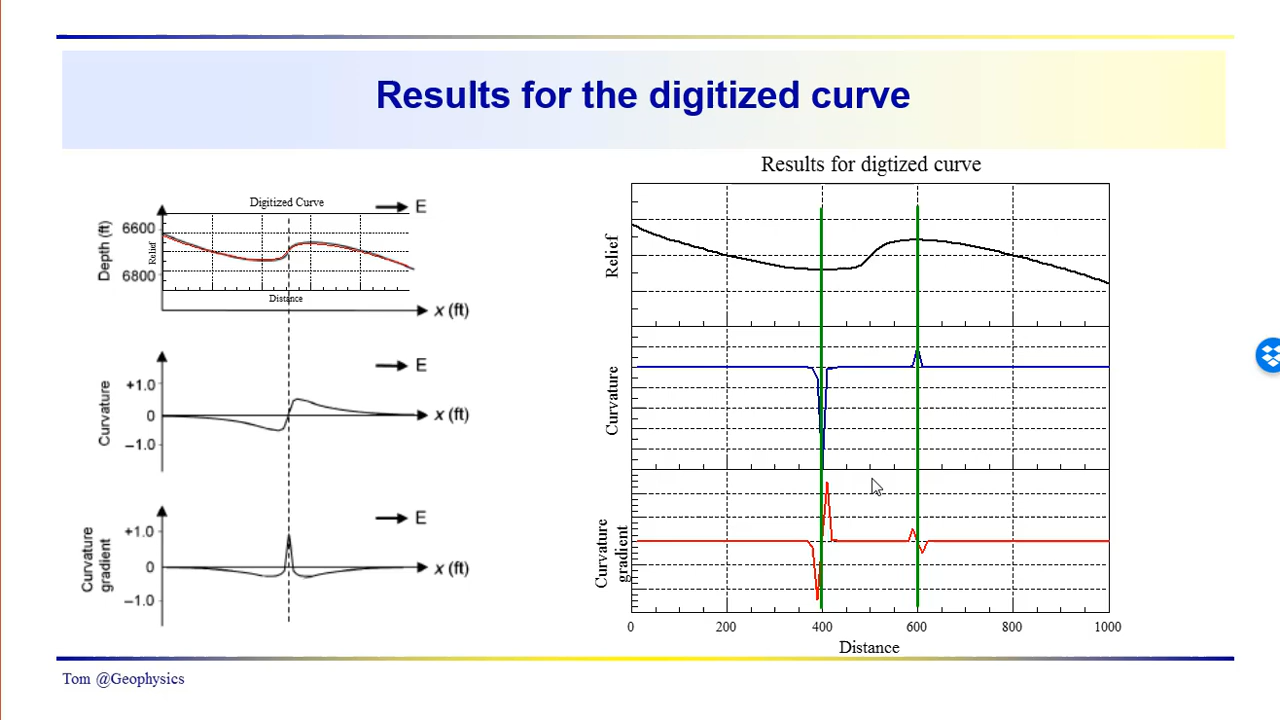 Results for the digitized curve
Digitized Curve
E
Depth (ft)
6600
6800
Relief
Distance
x (ft)
E
Curvature
+1.0
0
–1.0
x (ft)
E
Curvature
gradient
+1.0
0
–1.0
x (ft)
Results for digtized curve
Relief
Curvature
Curvature
gradient
0 200 400 600 800 1000
Distance
Tom @Geophysics